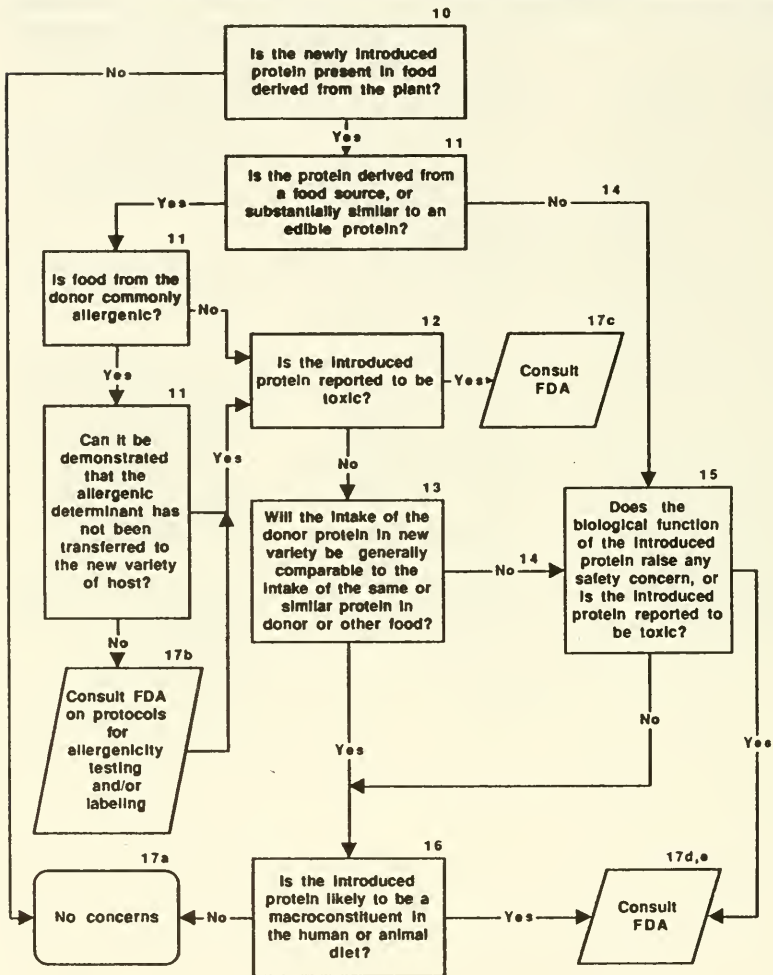 10
Is the newly introduced
protein present in food
derived from the plant?
No
Yes
11
Is the protein derived from
a food source, or
substantially similar to an
edible protein?
Yes
No
14
11
Is food from the
donor commonly
allergenic?
No
Yes
12
Is the introduced
protein reported to be
toxic?
Yes
17c
Consult
FDA
No
11
Can it be
demonstrated
that the
allergenic
determinant has
not been
transferred to
the new variety
of host?
Yes
No
13
Will the intake of the
donor protein in new
variety be generally
comparable to the
intake of the same or
similar protein in
donor or other food?
No
14
Yes
15
Does the
biological function
of the introduced
protein raise any
safety concern, or
is the introduced
protein reported to
be toxic?
No
Yes
17b
Consult FDA
on protocols
for
allergenicity
testing
and/or
labeling
17a
No concerns
16
Is the introduced
protein likely to be a
macroconstituent in
the human or animal
diet?
No
Yes
17d,e
Consult
FDA